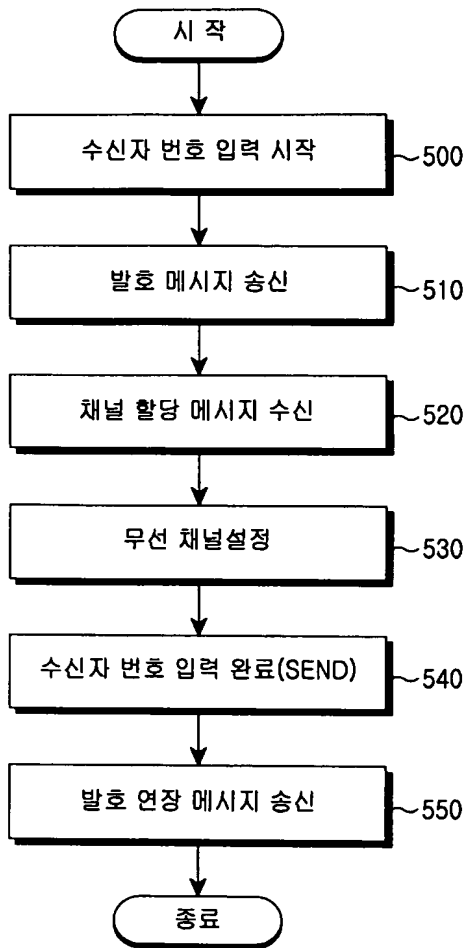 시 작
수신자 번호 입력 시작
500
발호 메시지 송신
510
채널 할당 메시지 수신
520
무선 채널설정
530
수신자 번호 입력 완료(SEND)
540
발호 연장 메시지 송신
550
종료